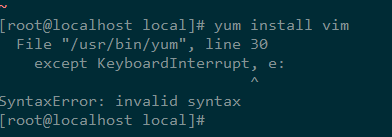 ~
[root@localhost local]# yum install vim
  File "/usr/bin/yum", line 30
    except KeyboardInterrupt, e:
                            ^
SyntaxError: invalid syntax
[root@localhost local]#